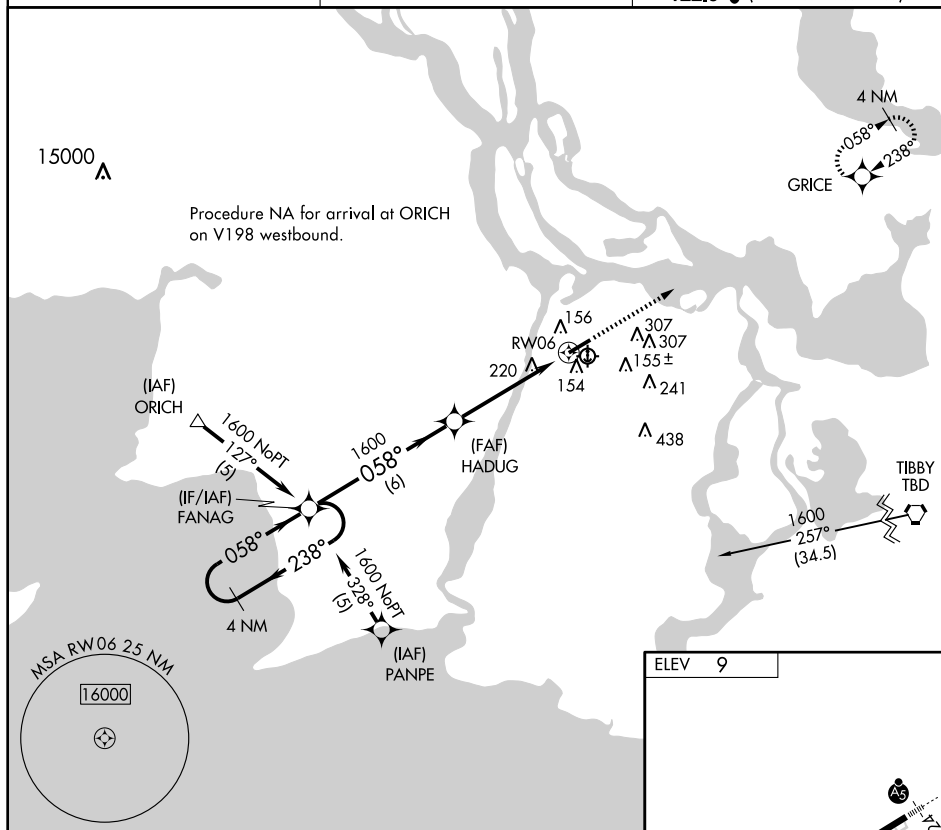 4 NM
058°
238°
GRICE
15000
Procedure NA for arrival at ORICH
on V198 westbound.
156
RW06
307
307
220
155±
154
241
438
(IAF)
ORICH
1600 NoPT
127°
(5)
1600
058°
(6)
(FAF)
HADUG
(IF/IAF)
FANAG
TIBBY
TBD
1600
257°
(34.5)
058°
238°
1600 NoPT
328°
(5)
4 NM
(IAF)
PANPE
MSA RW06 25 NM
16000
ELEV 9
A5
24